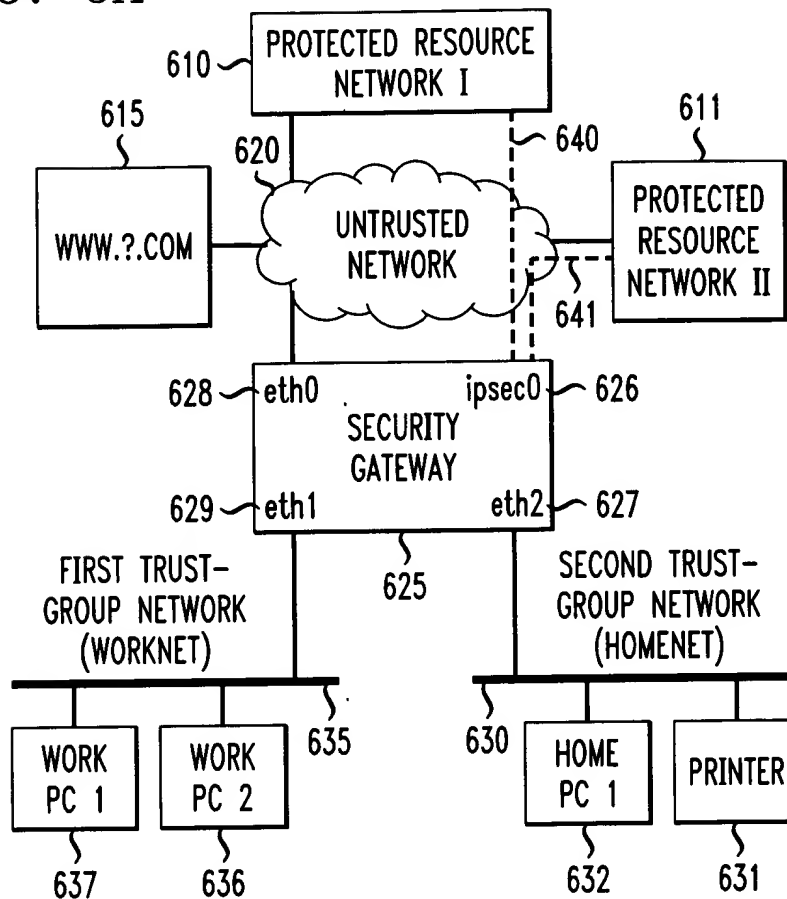 610
PROTECTED RESOURCE
NETWORK I
615
620
640
611
WWW.?.COM
UNTRUSTED
NETWORK
PROTECTED
RESOURCE
NETWORK II
641
628
eth0
ipsec0
626
SECURITY
GATEWAY
629
eth1
eth2
627
625
FIRST TRUST-
GROUP NETWORK
(WORKNET)
SECOND TRUST-
GROUP NETWORK
(HOMENET)
635
630
WORK
PC 1
WORK
PC 2
HOME
PC 1
PRINTER
637
636
632
631